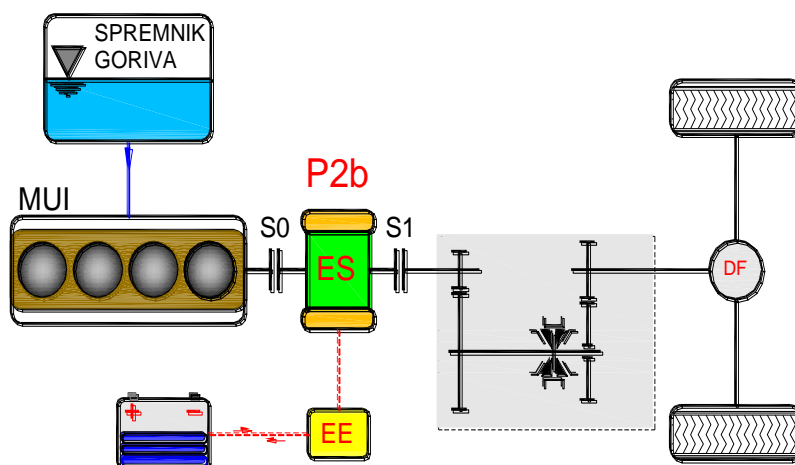 SPREMNIK
GORIVA
MUI
P2b
S0
S1
ES
DF
+ −
EE